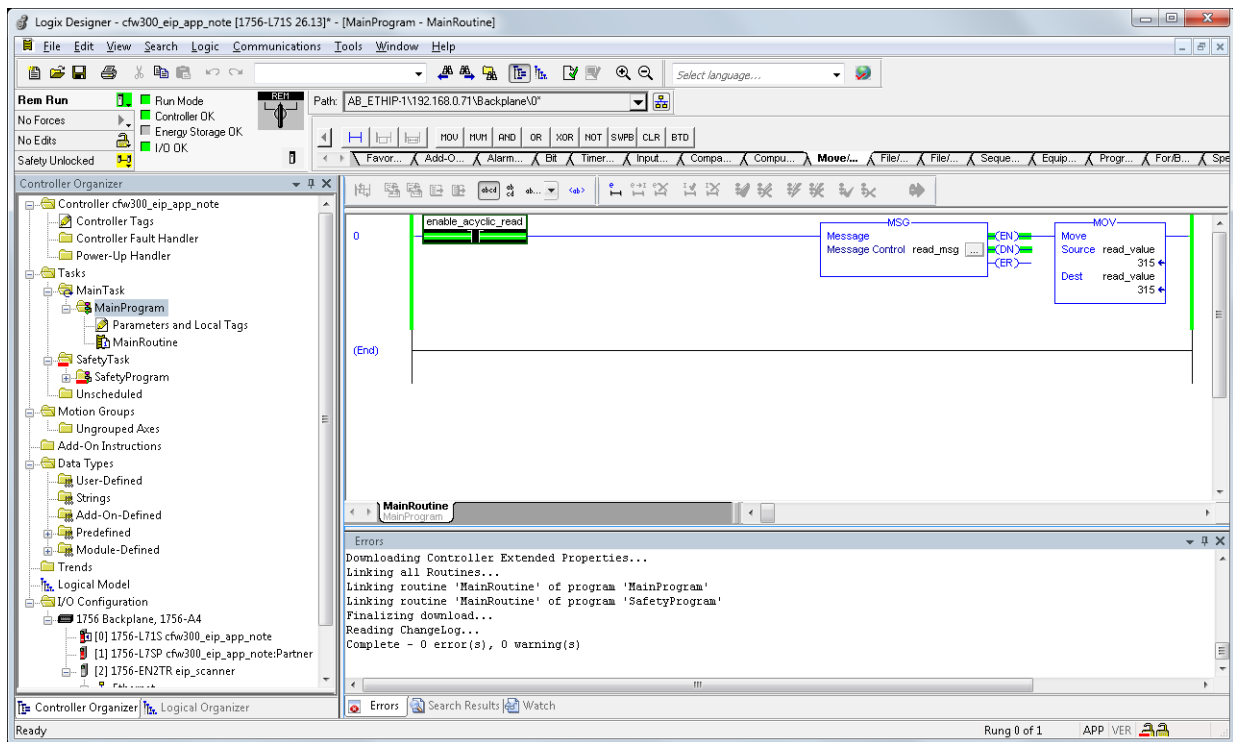 Logix Designer - cfw300_eip_app_note [1756-L71S 26.13]* - [MainProgram - MainRoutine]
File Edit View Search Logic Communications Tools Window Help
Select language...
Rem Run
No Forces
No Edits
Safety Unlocked
Run Mode
Controller OK
Energy Storage OK
I/O OK
REM
Path: AB_ETHIP-1\192.168.0.71\Backplane\0*
MOV MVM AND OR XOR NOT SWPB CLR BTD
Favor... Add-O... Alarm... Bit Timer... Input... Compa... Compu... Move/... File/... File/... Seque... Equip... Progr... For/B... Spe
Controller Organizer
Controller cfw300_eip_app_note
Controller Tags
Controller Fault Handler
Power-Up Handler
Tasks
MainTask
MainProgram
Parameters and Local Tags
MainRoutine
SafetyTask
SafetyProgram
Unscheduled
Motion Groups
Ungrouped Axes
Add-On Instructions
Data Types
User-Defined
Strings
Add-On-Defined
Predefined
Module-Defined
Trends
Logical Model
I/O Configuration
1756 Backplane, 1756-A4
[0] 1756-L71S cfw300_eip_app_note
[1] 1756-L7SP cfw300_eip_app_note:Partner
[2] 1756-EN2TR eip_scanner
Controller Organizer Logical Organizer
abcd ab... <ab>
0
enable_acyclic_read
MSG
Message
Message Control read_msg ...
EN
DN
ER
MOV
Move
Source read_value
315
Dest read_value
315
(End)
MainRoutine
MainProgram
Errors
Downloading Controller Extended Properties...
Linking all Routines...
Linking routine 'MainRoutine' of program 'MainProgram'
Linking routine 'MainRoutine' of program 'SafetyProgram'
Finalizing download...
Reading ChangeLog...
Complete - 0 error(s), 0 warning(s)
Errors Search Results Watch
Ready
Rung 0 of 1 APP VER